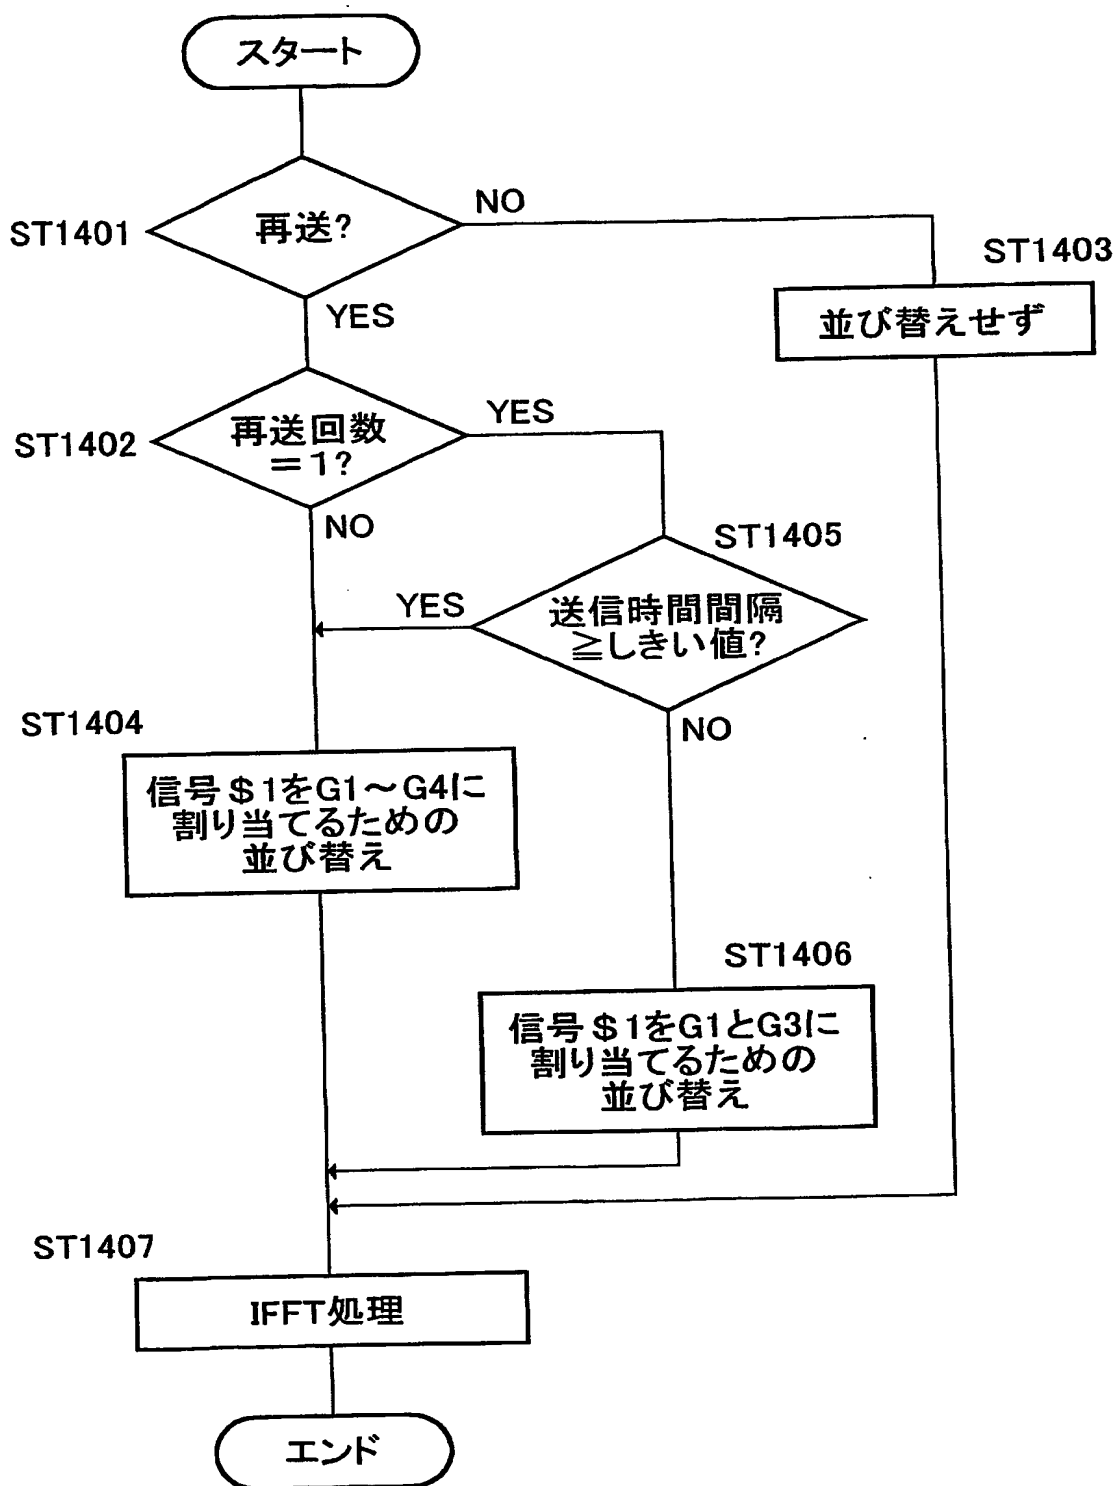 スタート
ST1401
再送?
NO
YES
ST1403
並び替えせず
ST1402
再送回数
=1?
YES
NO
ST1405
送信時間間隔
≧しきい値?
YES
NO
ST1404
信号$1をG1~G4に
割り当てるための
並び替え
ST1406
信号$1をG1とG3に
割り当てるための
並び替え
ST1407
IFFT処理
エンド